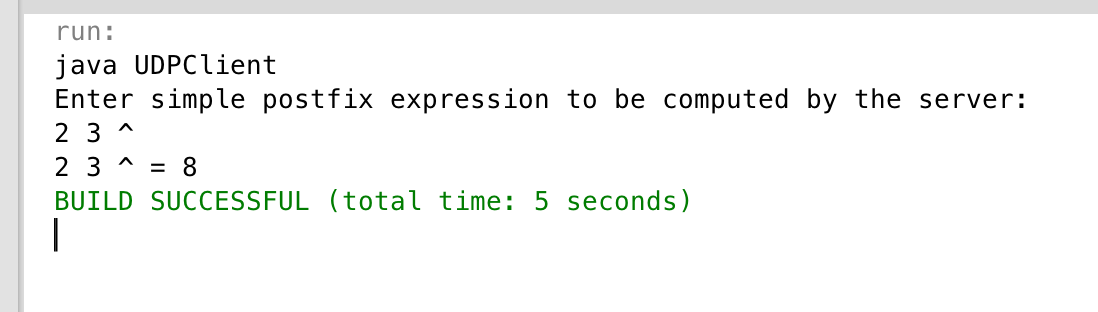 run:
java UDPClient
Enter simple postfix expression to be computed by the server:
2 3 ^
2 3 ^ = 8
BUILD SUCCESSFUL (total time: 5 seconds)